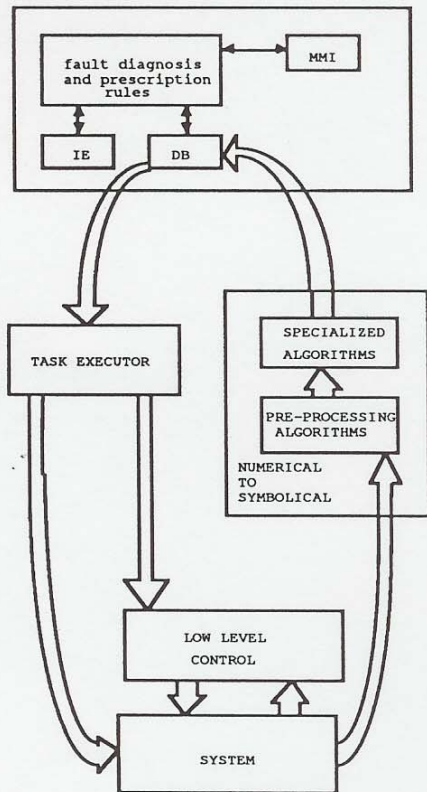 fault diagnosis
and prescription
rules
MMI
IE
DB
SPECIALIZED
ALGORITHMS
TASK EXECUTOR
PRE-PROCESSING
ALGORITHMS
NUMERICAL
TO
SYMBOLICAL
LOW LEVEL
CONTROL
SYSTEM